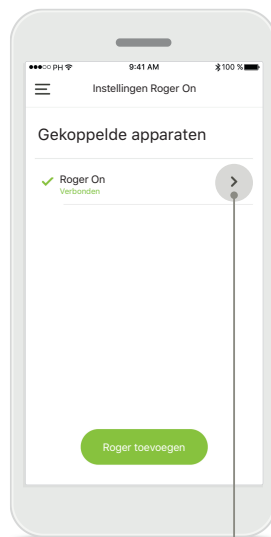 ●●●○○ PH 9:41 AM 100 %
Instellingen Roger On
Gekoppelde apparaten
Roger On
Verbonden
Roger toevoegen